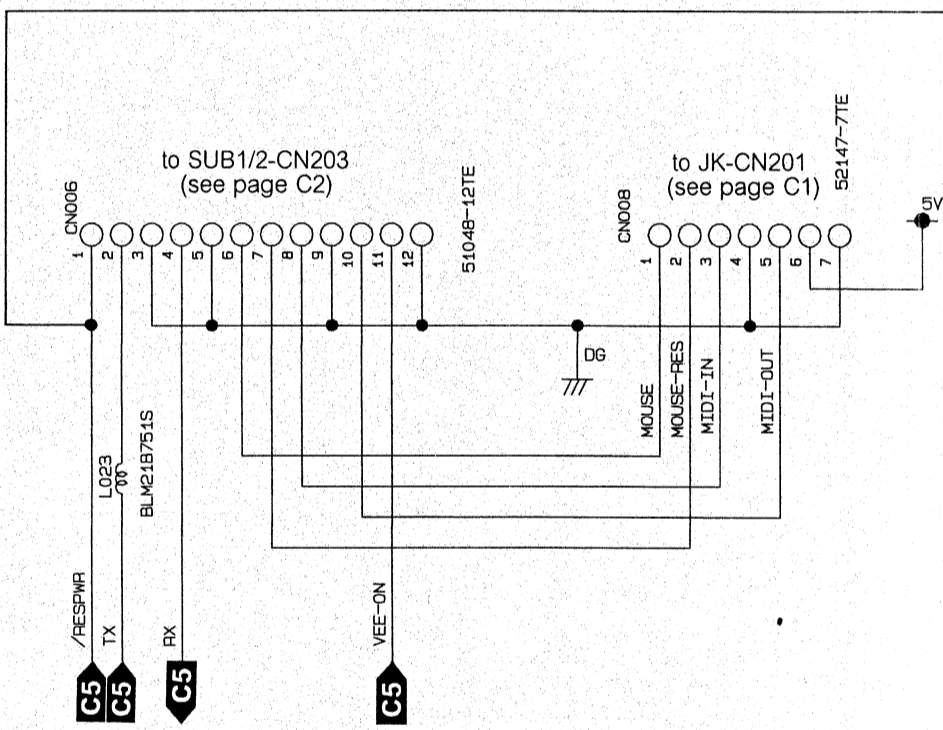 to SUB1/2-CN203
(see page C2)
to JK-CN201
(see page C1)
52147-7TE
5V
CN006
1
2
3
4
5
6
7
8
9
10
11
12
51048-12TE
CN008
1
2
3
4
5
6
7
DG
MOUSE
MOUSE-RES
MIDI-IN
MIDI-OUT
L023
BLM21B751S
/RESPWR
TX
RX
VEE-ON
C5
C5
C5
C5